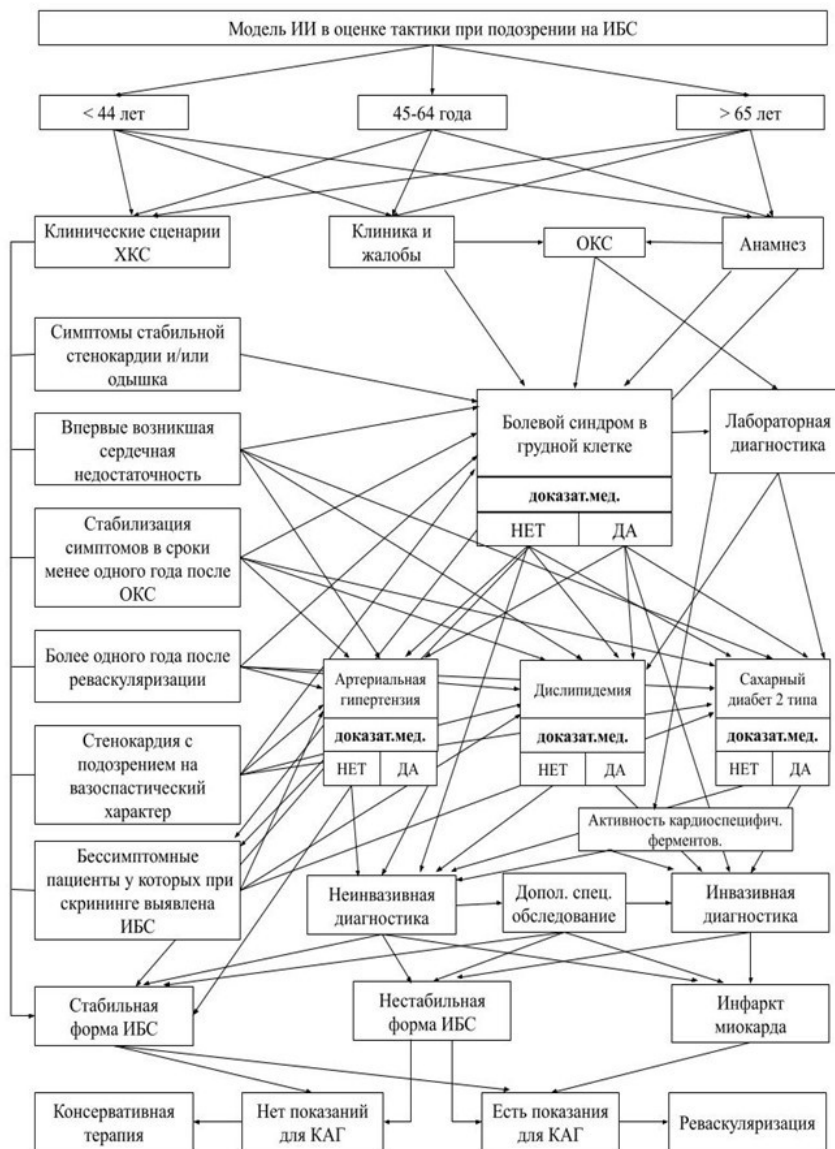 Модель ИИ в оценке тактики при подозрении на ИБС
< 44 лет
45-64 года
> 65 лет
Клинические сценарии
ХКС
Клиника и
жалобы
ОКС
Анамнез
Симптомы стабильной
стенокардии и/или
одышка
Впервые возникшая
сердечная
недостаточность
Стабилизация
симптомов в сроки
менее одного года после
ОКС
Более одного года после
реваскуляризации
Стенокардия с
подозрением на
вазоспастический
характер
Бессимптомные
пациенты у которых при
скрининге выявлена
ИБС
Болевой синдром в
грудной клетке
доказат.мед.
НЕТ
ДА
Лабораторная
диагностика
Артериальная
гипертензия
доказат.мед.
НЕТ
ДА
Дислипидемия
доказат.мед.
НЕТ
ДА
Сахарный
диабет 2 типа
доказат.мед.
НЕТ
ДА
Активность кардиоспецифич.
ферментов.
Неинвазивная
диагностика
Допол. спец.
обследование
Инвазивная
диагностика
Стабильная
форма ИБС
Нестабильная
форма ИБС
Инфаркт
миокарда
Консервативная
терапия
Нет показаний
для КАГ
Есть показания
для КАГ
Реваскуляризация